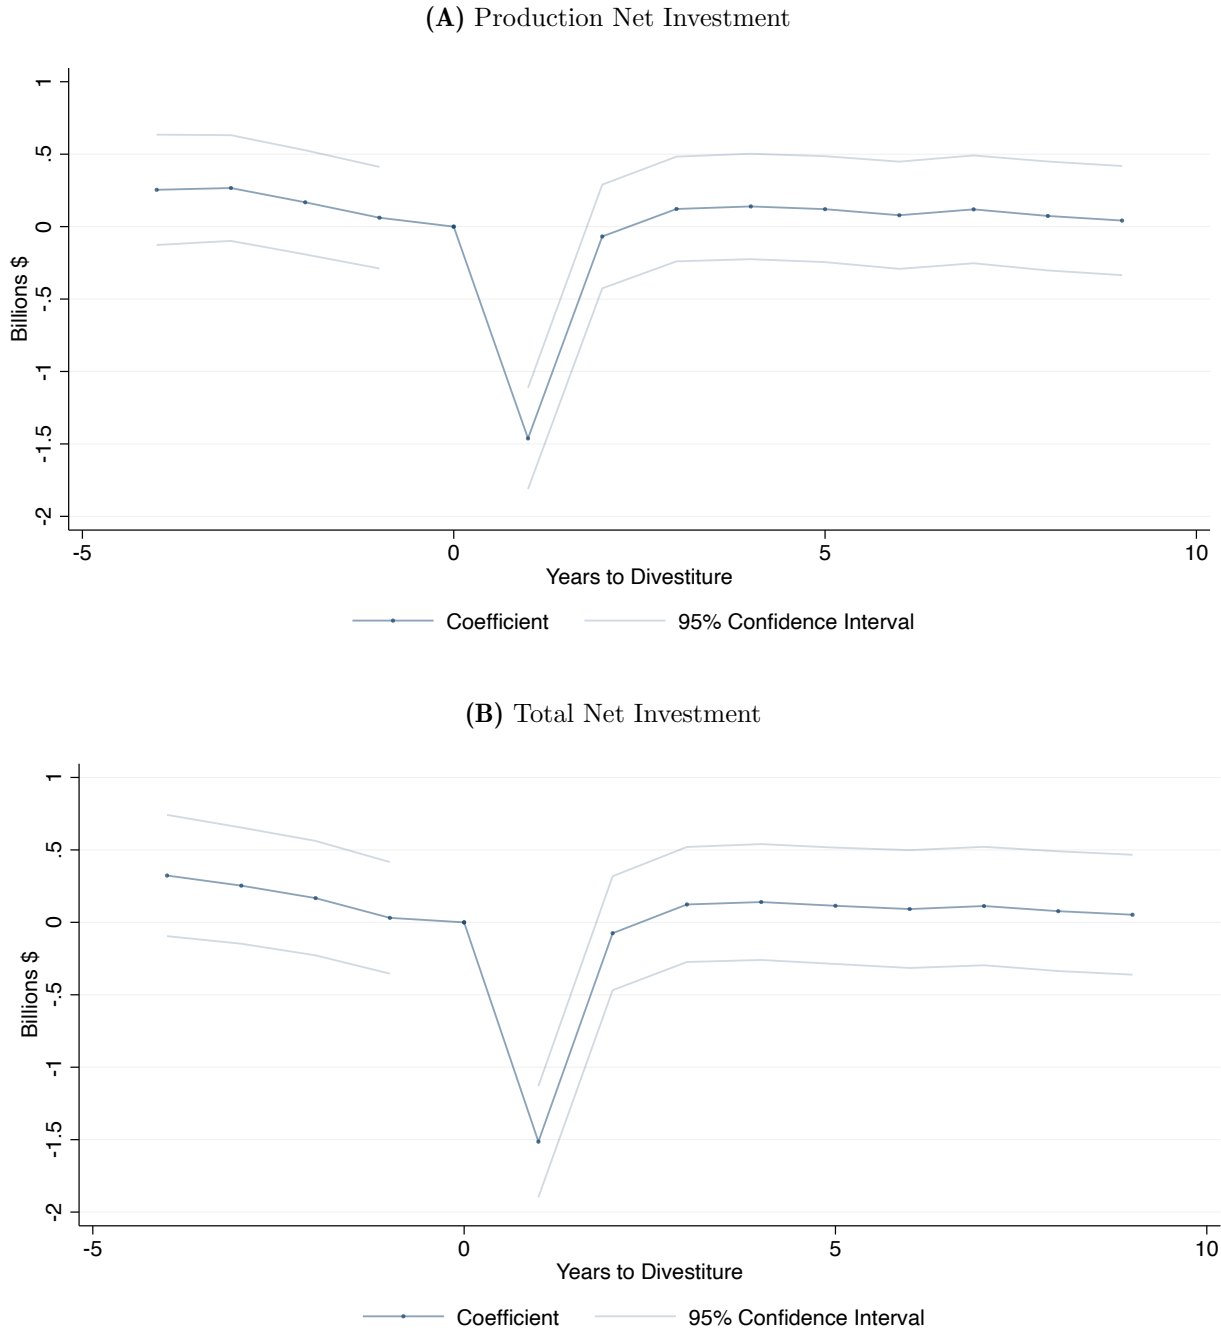 (A) Production Net Investment
1
.5
0
-.5
-1
-1.5
-2
Billions $
-5 0 5 10
Years to Divestiture
Coefficient 95% Confidence Interval
(B) Total Net Investment
1
.5
0
-.5
-1
-1.5
-2
Billions $
-5 0 5 10
Years to Divestiture
Coefficient 95% Confidence Interval